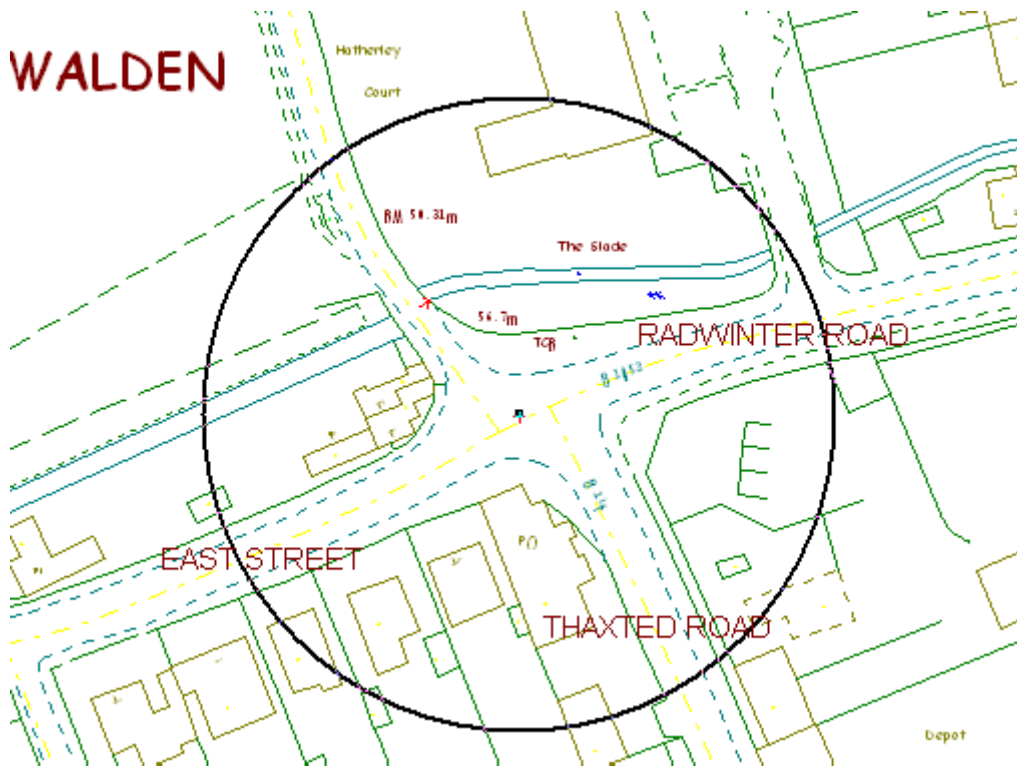 WALDEN
Hatherley
Court
BM 58.31m
The Slade
56.7m
TCB
RADWINTER ROAD
EAST STREET
PO
THAXTED ROAD
Depot